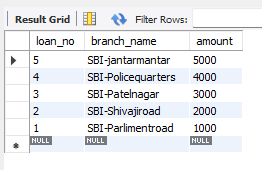 Result Grid Filter Rows:
loan_no branch_name amount
5 SBI-jantarmantar 5000
4 SBI-Policequarters 4000
3 SBI-Patelnagar 3000
2 SBI-Shivajiroad 2000
1 SBI-Parlimentroad 1000
NULL NULL NULL